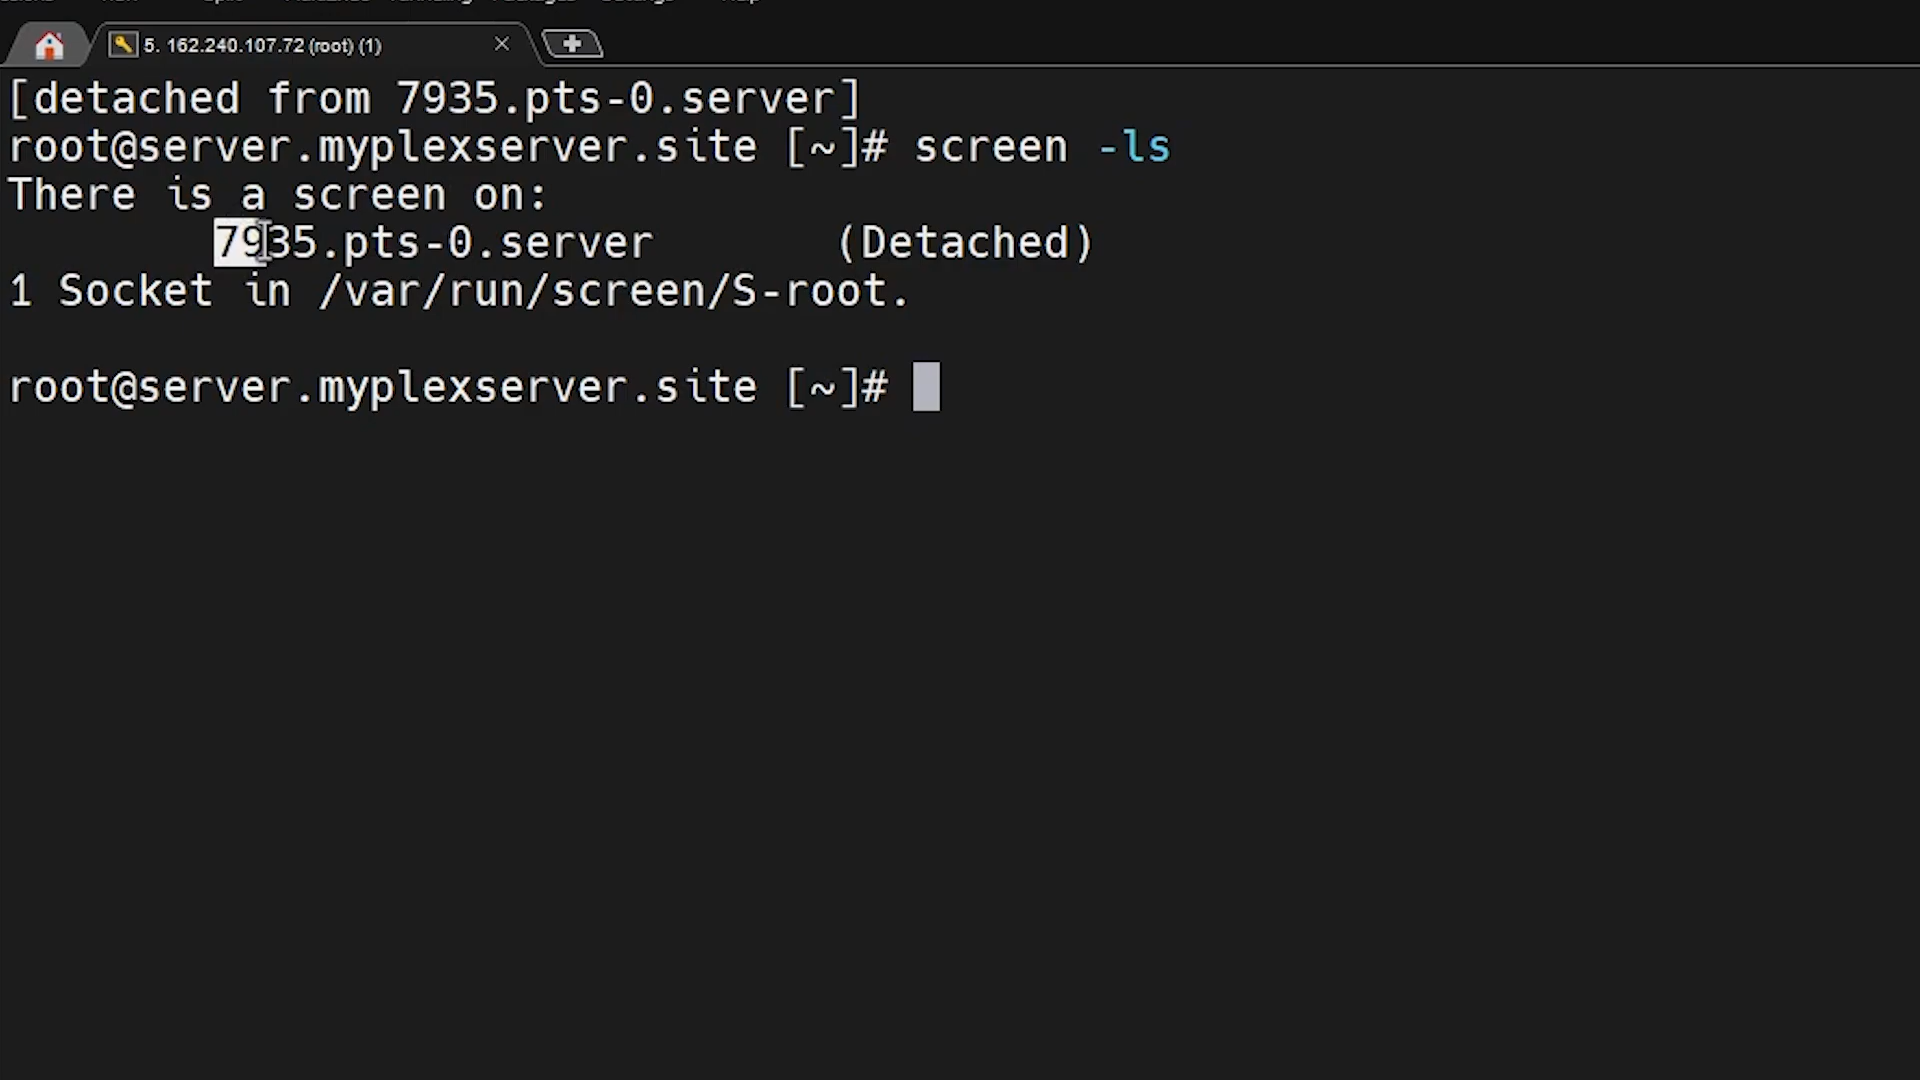 5. 162.240.107.72 (root) (1)
[detached from 7935.pts-0.server]
root@server.myplexserver.site [~]# screen -ls
There is a screen on:
7935.pts-0.server (Detached)
1 Socket in /var/run/screen/S-root.
root@server.myplexserver.site [~]#